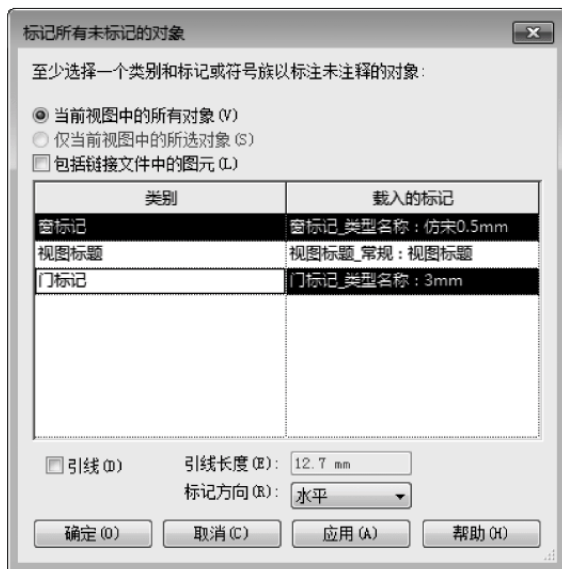 标记所有未标记的对象
至少选择一个类别和标记或符号族以标注未注释的对象:
当前视图中的所有对象(V)
仅当前视图中的所选对象(S)
包括链接文件中的图元(L)
类别 载入的标记
窗标记 窗标记_类型名称:仿宋0.5mm
视图标题 视图标题_常规:视图标题
门标记 门标记_类型名称:3mm
引线(D) 引线长度(E): 12.7 mm
标记方向(R): 水平
确定(O) 取消(C) 应用(A) 帮助(H)